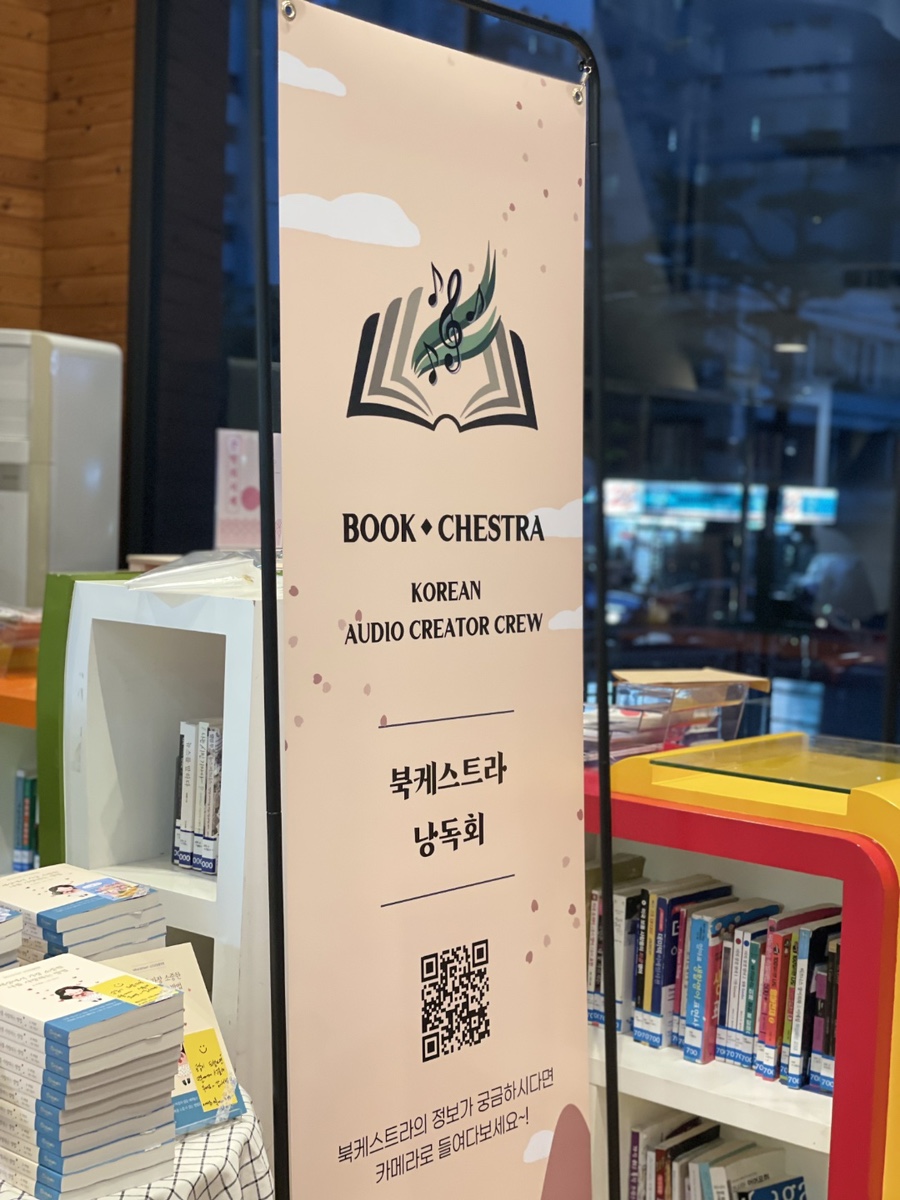 BOOK◆CHESTRA
KOREAN
AUDIO CREATOR CREW
북케스트라
낭독회
북케스트라의 정보가 궁금하시다면
카메라로 들여다보세요~!
700